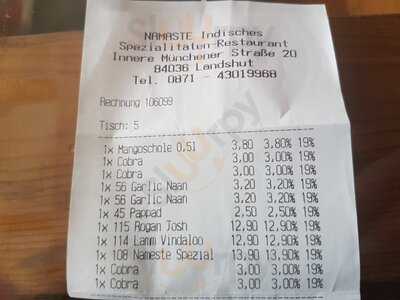 NAMASTE Indisches
Spezialitäten-Restaurant
Innere Münchener Straße 20
84036 Landshut
Tel. 0871 - 43019968
Rechnung 106099
Tisch: 5
1x Mangoschole 0,5l 3,80 3,80% 19%
1x Cobra 3,00 3,00% 19%
1x Cobra 3,00 3,00% 19%
1x 56 Garlic Naan 3,20 3,20% 19%
1x 56 Garlic Naan 3,20 3,20% 19%
1x 45 Pappad 2,50 2,50% 19%
1x 115 Rogan Josh 12,90 12,90% 19%
1x 114 Lamm Vindaloo 12,90 12,90% 19%
1x 108 Nameste Spezial 13,90 13,90% 19%
1x Cobra 3,00 3,00% 19%
1x Cobra 3,00 3,00% 19%